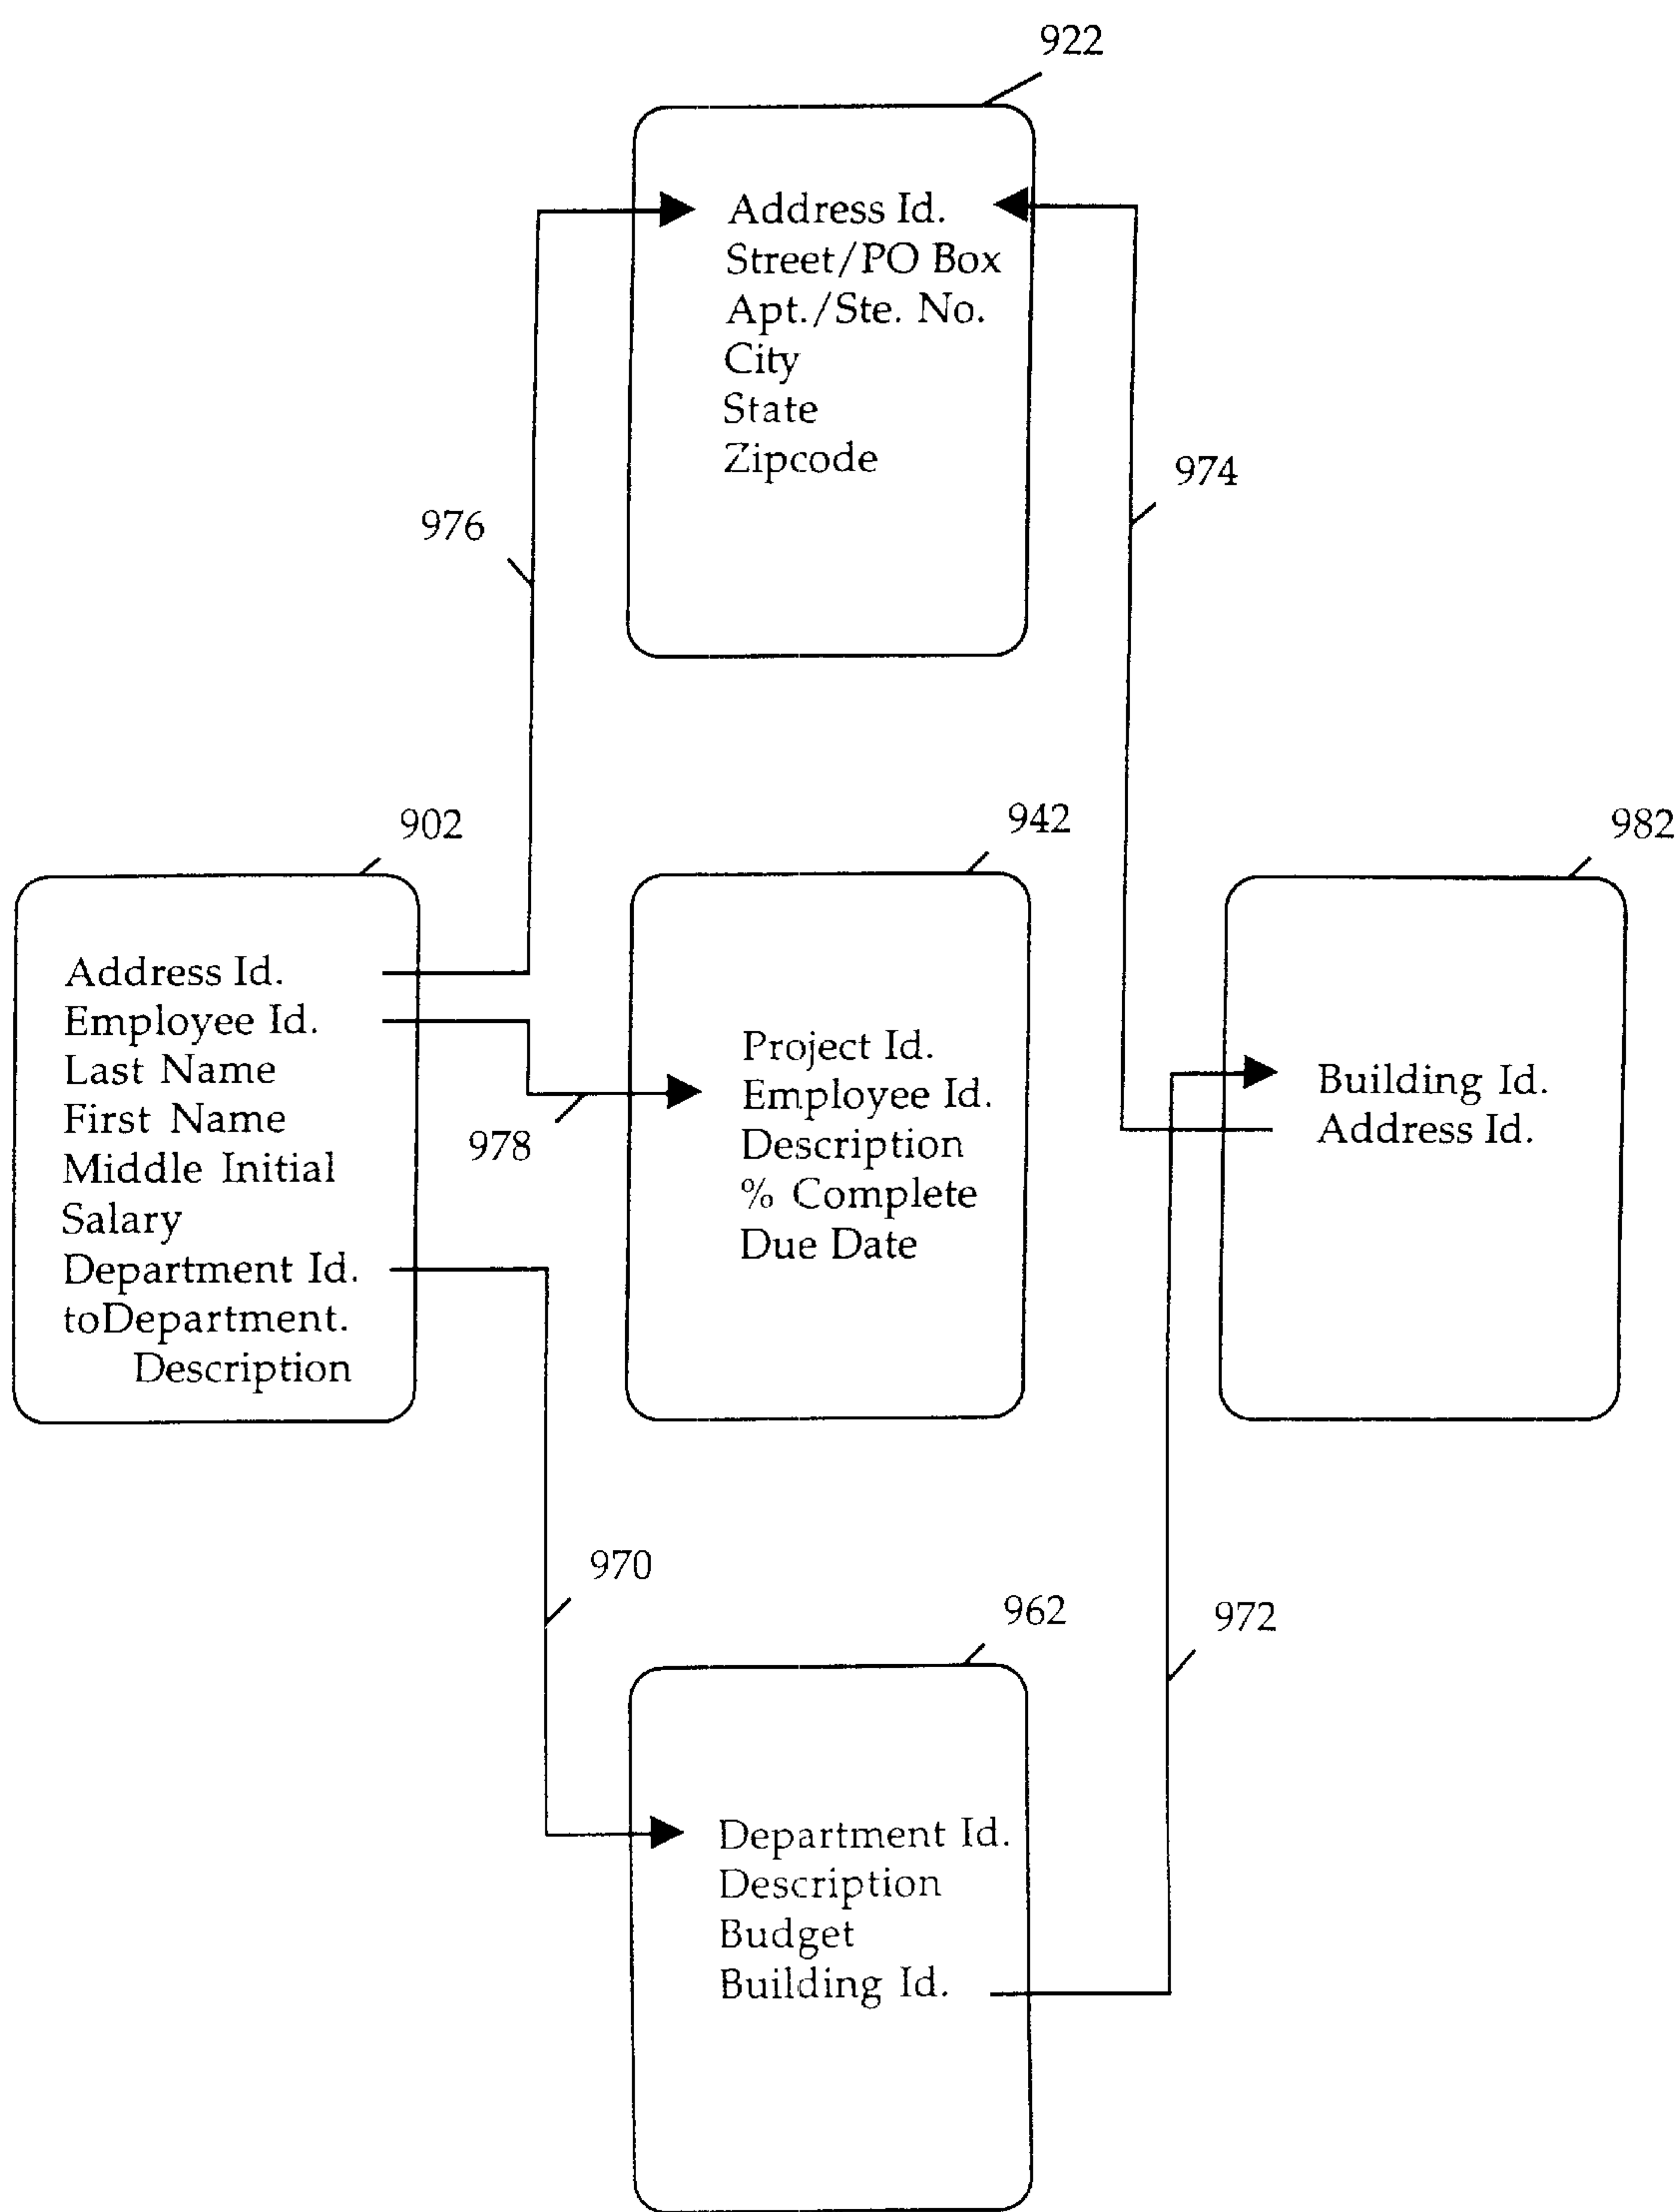 922
Address Id.
Street/PO Box
Apt./Ste. No.
City
State
Zipcode
976
974
902
Address Id.
Employee Id.
Last Name
First Name
Middle Initial
Salary
Department Id.
toDepartment.
Description
942
Project Id.
Employee Id.
Description
% Complete
Due Date
978
982
Building Id.
Address Id.
970
962
Department Id.
Description
Budget
Building Id.
972